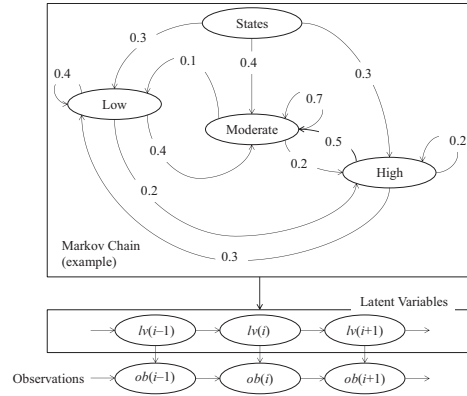 States
0.3
0.4
0.3
0.1
0.4
Low
0.7
Moderate
0.5
0.2
0.4
0.2
High
0.2
0.3
Markov Chain
(example)
Latent Variables
lv(i–1)
lv(i)
lv(i+1)
Observations
ob(i–1)
ob(i)
ob(i+1)